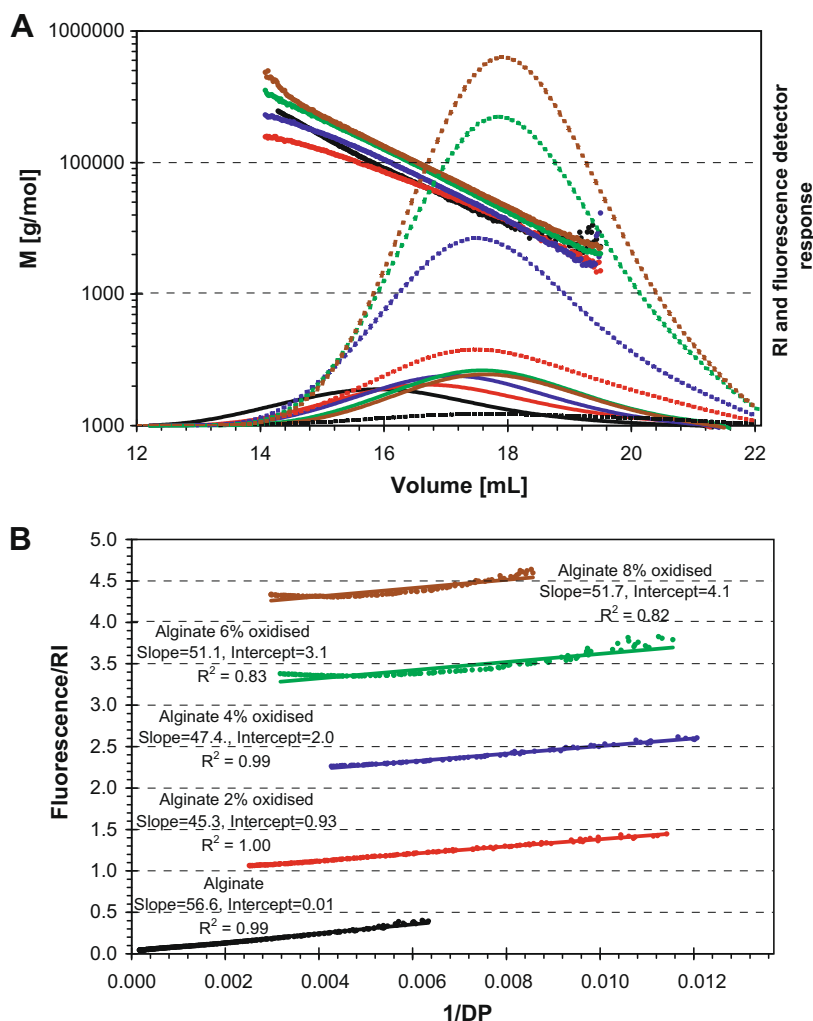 A
1000000
100000
1000
1000
M [g/mol]
RI and fluorescence detector
response
12 14 16 18 20 22
Volume [mL]
B
5.0
4.5
4.0
3.5
3.0
2.5
2.0
1.5
1.0
0.5
0.0
Fluorescence/RI
Alginate 8% oxidised
Slope=51.7, Intercept=4.1
R² = 0.82
Alginate 6% oxidised
Slope=51.1, Intercept=3.1
R² = 0.83
Alginate 4% oxidised
Slope=47.4., Intercept=2.0
R² = 0.99
Alginate 2% oxidised
Slope=45.3, Intercept=0.93
R² = 1.00
Alginate
Slope=56.6, Intercept=0.01
R² = 0.99
0.000 0.002 0.004 0.006 0.008 0.010 0.012
1/DP